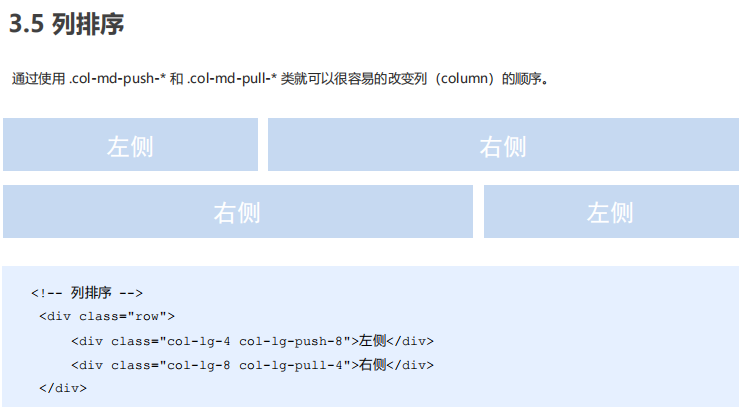 3.5 列排序
通过使用 .col-md-push-* 和 .col-md-pull-* 类就可以很容易的改变列（column）的顺序。
左侧 右侧
右侧 左侧
<!-- 列排序 -->
<div class="row">
<div class="col-lg-4 col-lg-push-8">左侧</div>
<div class="col-lg-8 col-lg-pull-4">右侧</div>
</div>